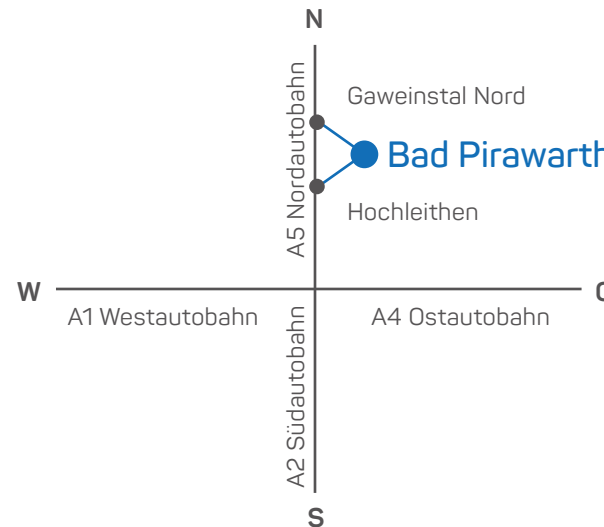 N
A5 Nordautobahn
Gaweinstal Nord
Bad Pirawarth
Hochleithen
W
A1 Westautobahn
A4 Ostautobahn
A2 Südautobahn
S